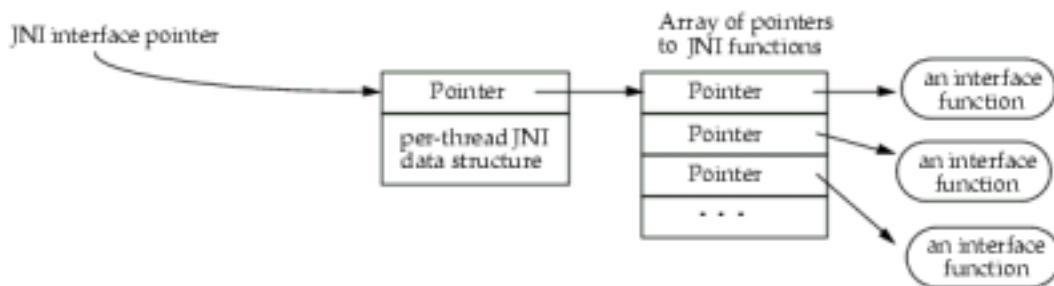 JNI interface pointer
Array of pointers
to JNI functions
Pointer
per-thread JNI
data structure
Pointer
Pointer
Pointer
. . .
an interface
function
an interface
function
an interface
function